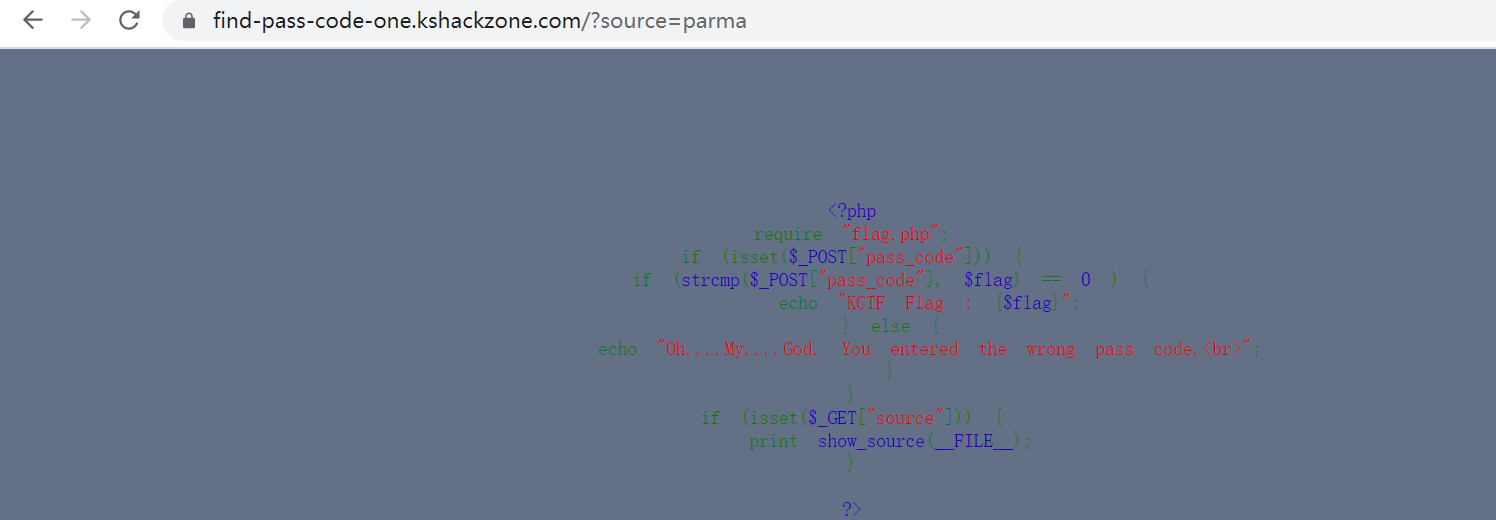 find-pass-code-one.kshackzone.com/?source=parma
<?php
require "flag.php";
if (isset($_POST["pass_code"])) {
if (strcmp($_POST["pass_code"], $flag) == 0 ) {
echo "KCTF Flag : {$flag}";
} else {
echo "Oh....My....God. You entered the wrong pass code.<br>";
}
}
if (isset($_GET["source"])) {
print show_source(__FILE__);
}
?>